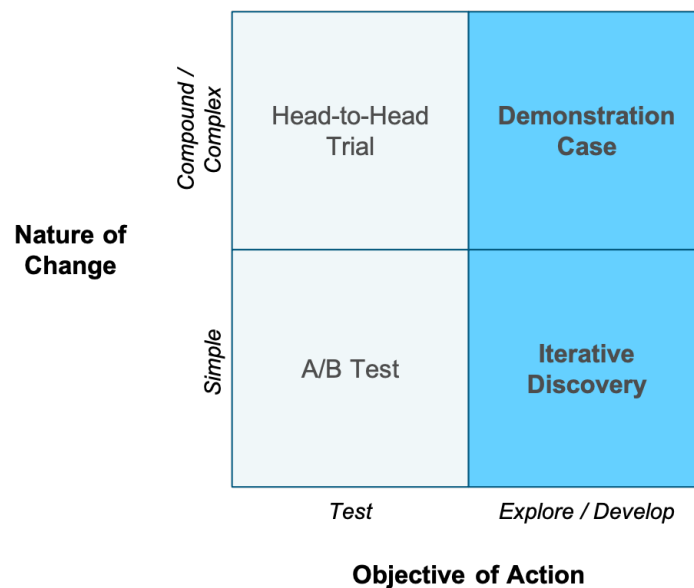 Compound /
Complex
Head-to-Head
Trial
Demonstration
Case
Nature of
Change
Simple
A/B Test
Iterative
Discovery
Test
Explore / Develop
Objective of Action